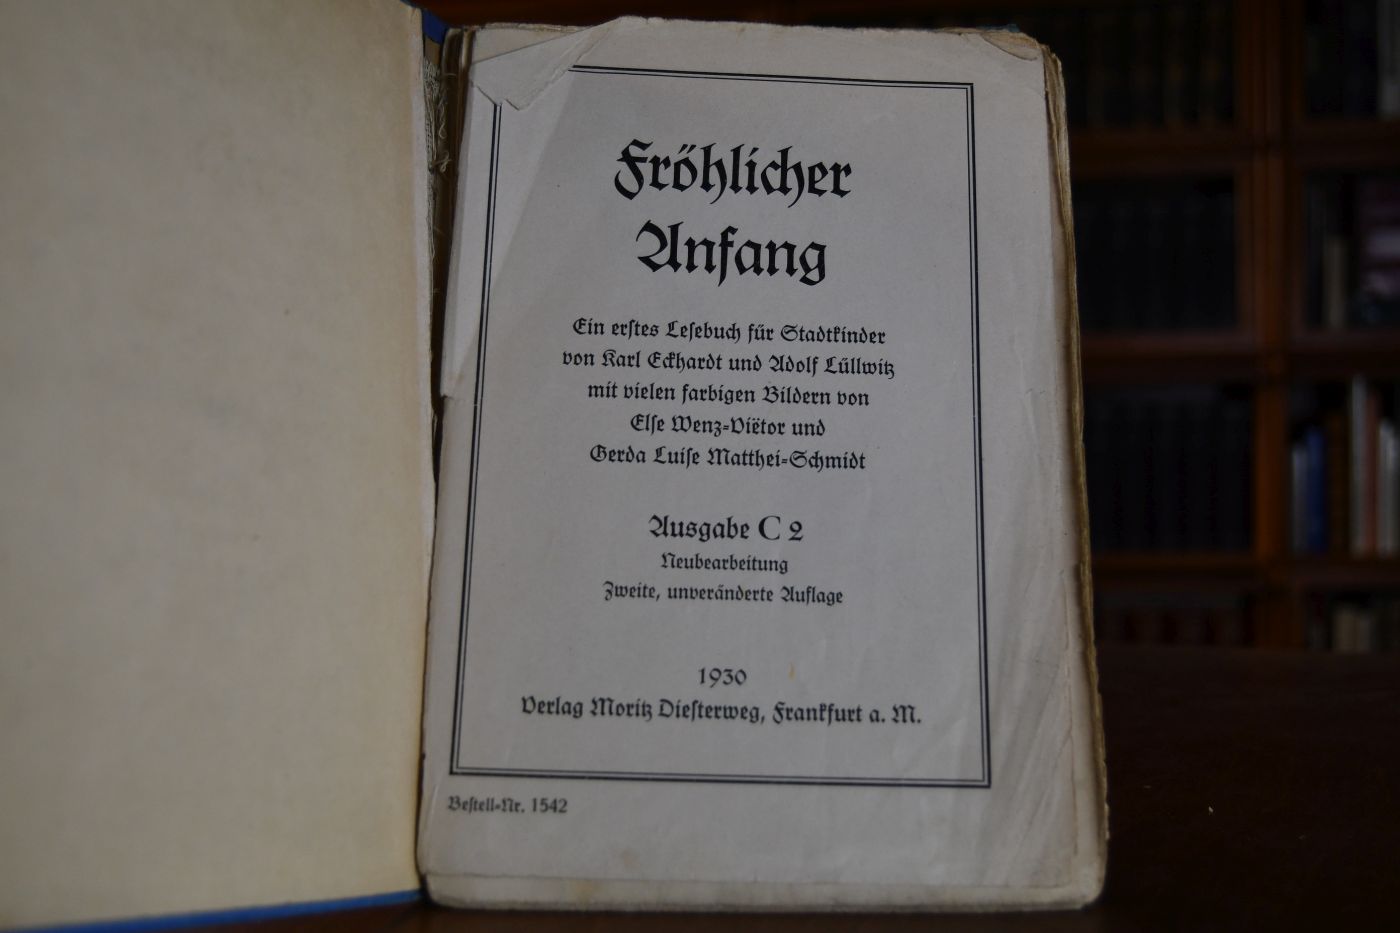 Fröhlicher
Anfang
Ein erſtes Leſebuch für Stadtkinder
von Karl Eckhardt und Adolf Lüllwitz
mit vielen farbigen Bildern von
Elſe Wenz-Viëtor und
Gerda Luiſe Matthei-Schmidt
Ausgabe C 2
Neubearbeitung
Zweite, unveränderte Auflage
1930
Verlag Moritz Dieſterweg, Frankfurt a. M.
Beſtell-Nr. 1542